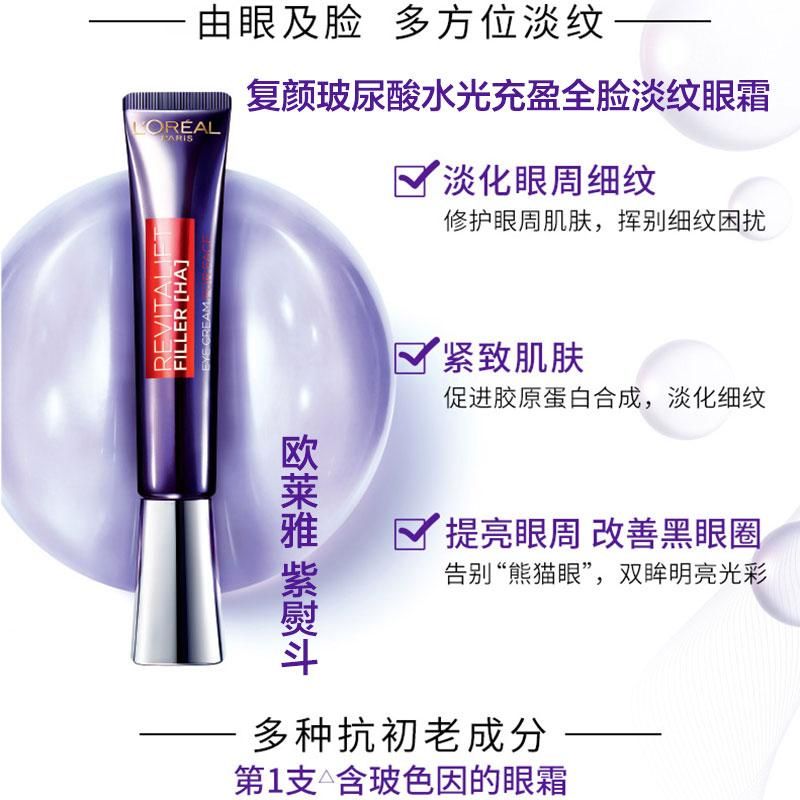 由眼及脸 多方位淡纹
复颜玻尿酸水光充盈全脸淡纹眼霜
L'ORÉAL
PARIS
REVITALIFT
FILLER [HA]
EYE CREAM FOR FACE
淡化眼周细纹
修护眼周肌肤，挥别细纹困扰
紧致肌肤
促进胶原蛋白合成，淡化细纹
欧莱雅 紫熨斗
提亮眼周 改善黑眼圈
告别“熊猫眼”，双眸明亮光彩
多种抗初老成分
第1支△含玻色因的眼霜